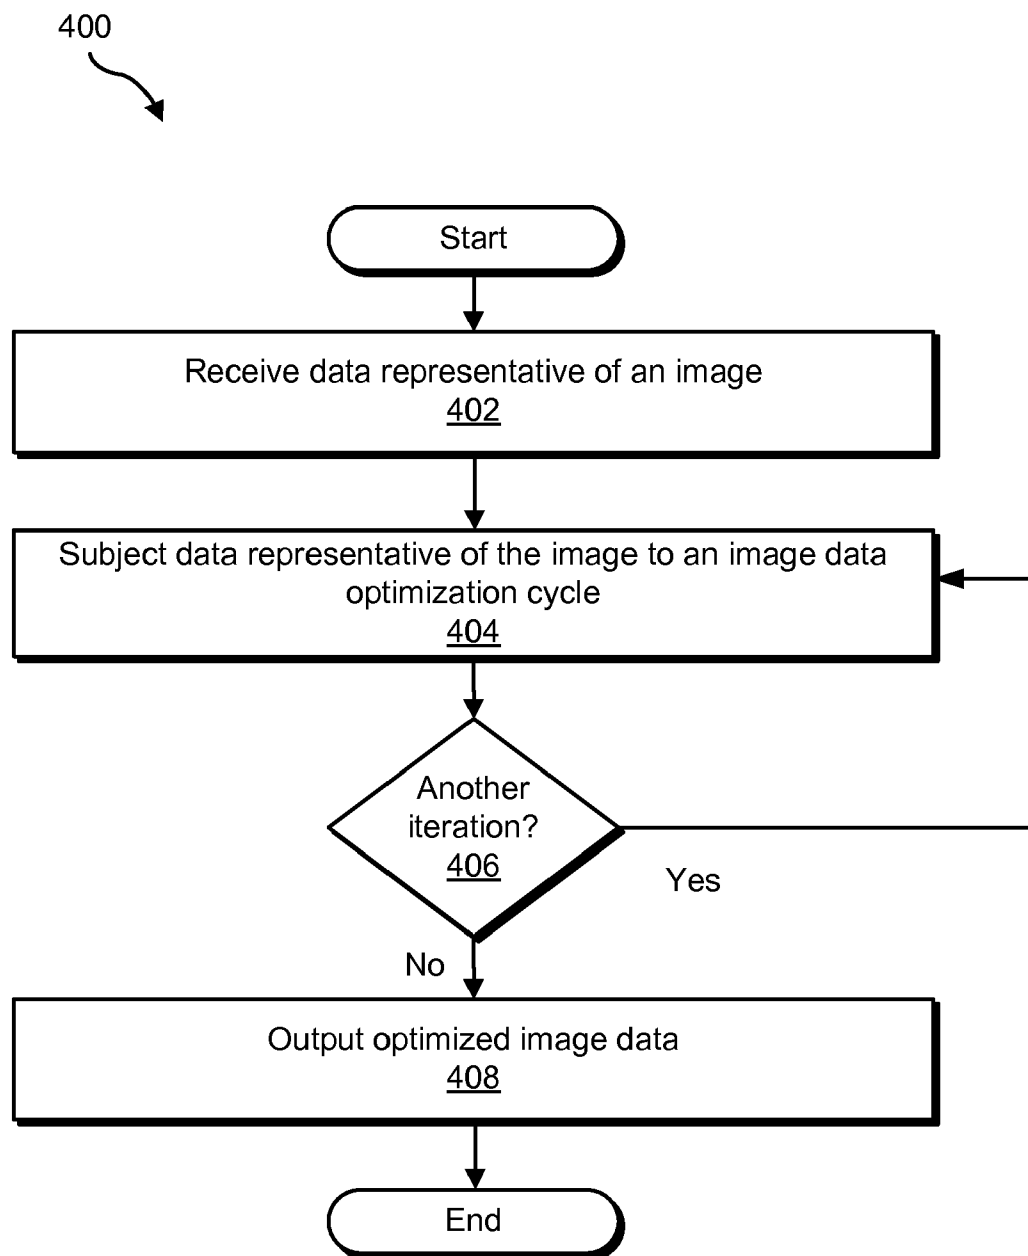 400
Start
Receive data representative of an image
402
Subject data representative of the image to an image data
optimization cycle
404
Another
iteration?
406
Yes
No
Output optimized image data
408
End